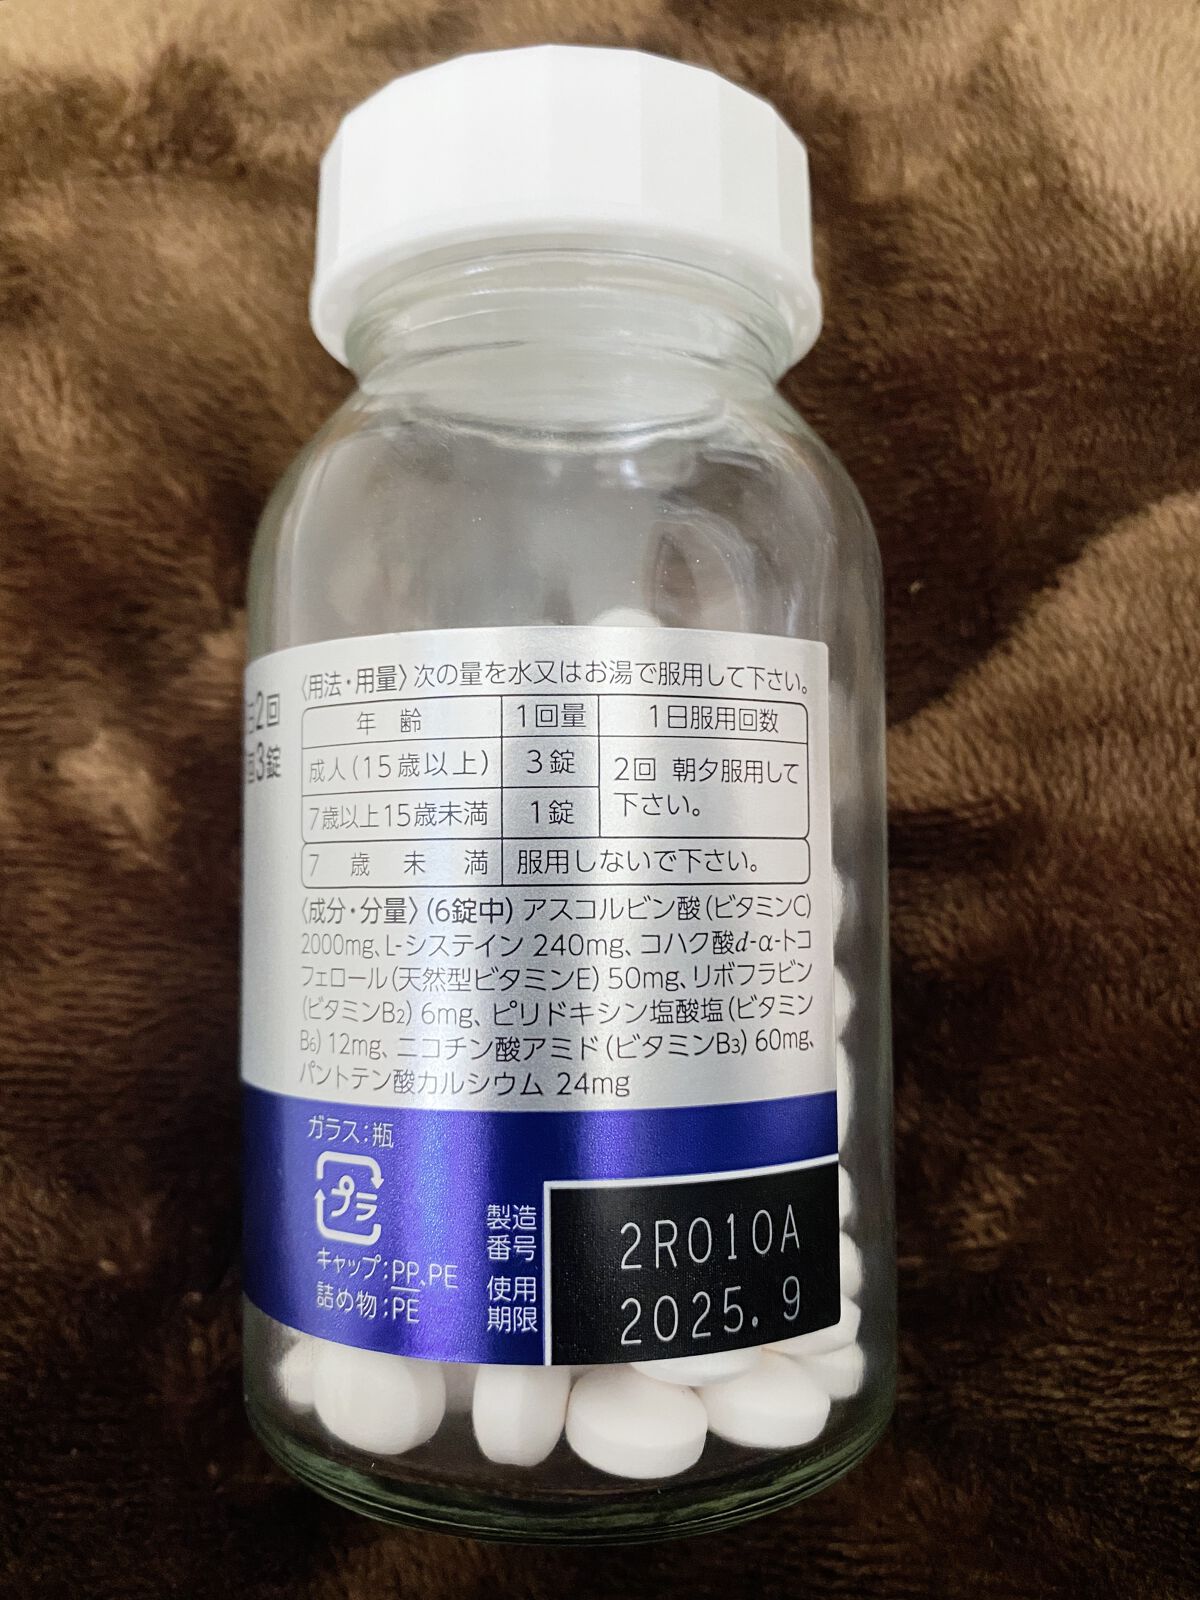 日2回
回3錠
〈用法・用量〉次の量を水又はお湯で服用して下さい。
年齢 1回量 1日服用回数
成人(15歳以上) 3錠 2回 朝夕服用して
下さい。
7歳以上15歳未満 1錠
7歳未満 服用しないで下さい。
〈成分・分量〉(6錠中) アスコルビン酸(ビタミンC)
2000mg、L-システイン 240mg、コハク酸d-α-トコ
フェロール(天然型ビタミンE) 50mg、リボフラビン
(ビタミンB2) 6mg、ピリドキシン塩酸塩(ビタミン
B6) 12mg、ニコチン酸アミド(ビタミンB3) 60mg、
パントテン酸カルシウム 24mg
ガラス:瓶
プラ
キャップ:PP、PE
詰め物:PE
製造
番号
2R010A
使用
期限
2025.9